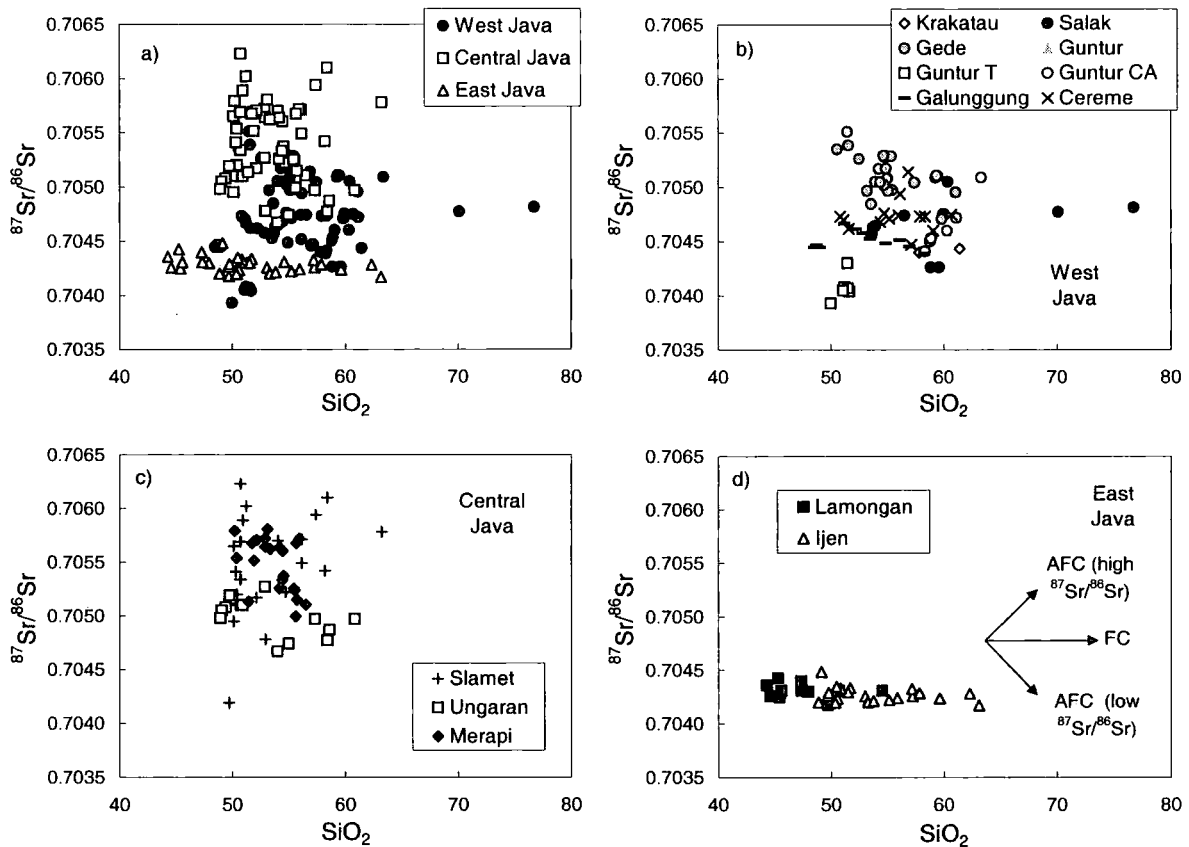 a)
West Java
Central Java
East Java
0.7065
0.7060
0.7055
0.7050
0.7045
0.7040
0.7035
87Sr/86Sr
40 50 60 70 80
SiO2
b)
Krakatau
Salak
Gede
Guntur
Guntur T
Guntur CA
Galunggung
Cereme
West
Java
0.7065
0.7060
0.7055
0.7050
0.7045
0.7040
0.7035
87Sr/86Sr
40 50 60 70 80
SiO2
c)
Central
Java
Slamet
Ungaran
Merapi
0.7065
0.7060
0.7055
0.7050
0.7045
0.7040
0.7035
87Sr/86Sr
40 50 60 70 80
SiO2
d)
East
Java
Lamongan
Ijen
AFC (high
87Sr/86Sr)
FC
AFC (low
87Sr/86Sr)
0.7065
0.7060
0.7055
0.7050
0.7045
0.7040
0.7035
87Sr/86Sr
40 50 60 70 80
SiO2